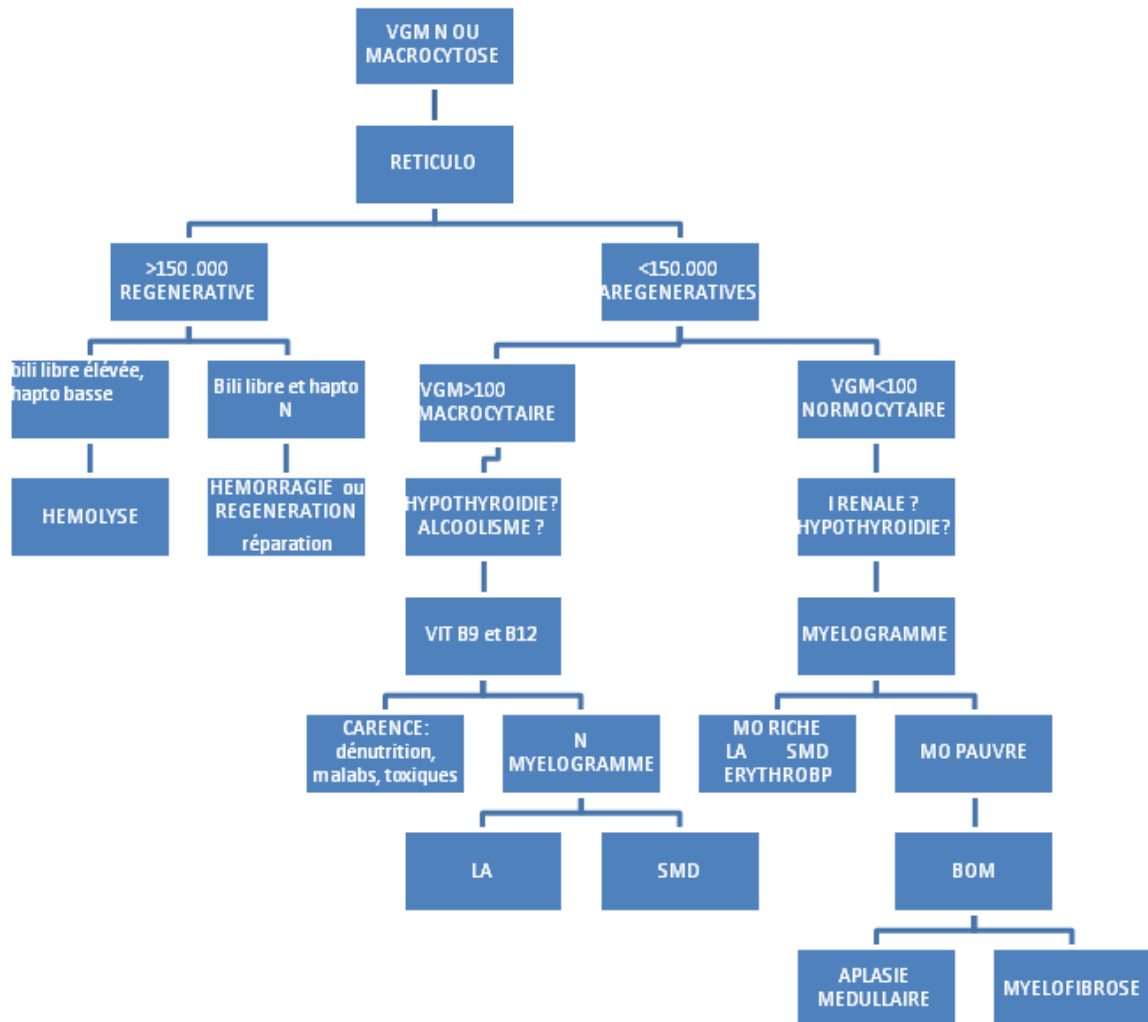 VGM N OU
MACROCYTOSE
RETICULO
>150 .000
REGENERATIVE
<150.000
AREGENERATIVES
bili libre élévée,
hapto basse
Bili libre et hapto
N
VGM>100
MACROCYTAIRE
VGM<100
NORMOCYTAIRE
HEMOLYSE
HEMORRAGIE ou
REGENERATION
réparation
HYPOTHYROIDIE?
ALCOOLISME ?
I RENALE ?
HYPOTHYROIDIE?
VIT B9 et B12
MYELOGRAMME
CARENCE:
dénutrition,
malabs, toxiques
N
MYELOGRAMME
MO RICHE
LA SMD
ERYTHROBP
MO PAUVRE
LA
SMD
BOM
APLASIE
MEDULLAIRE
MYELOFIBROSE